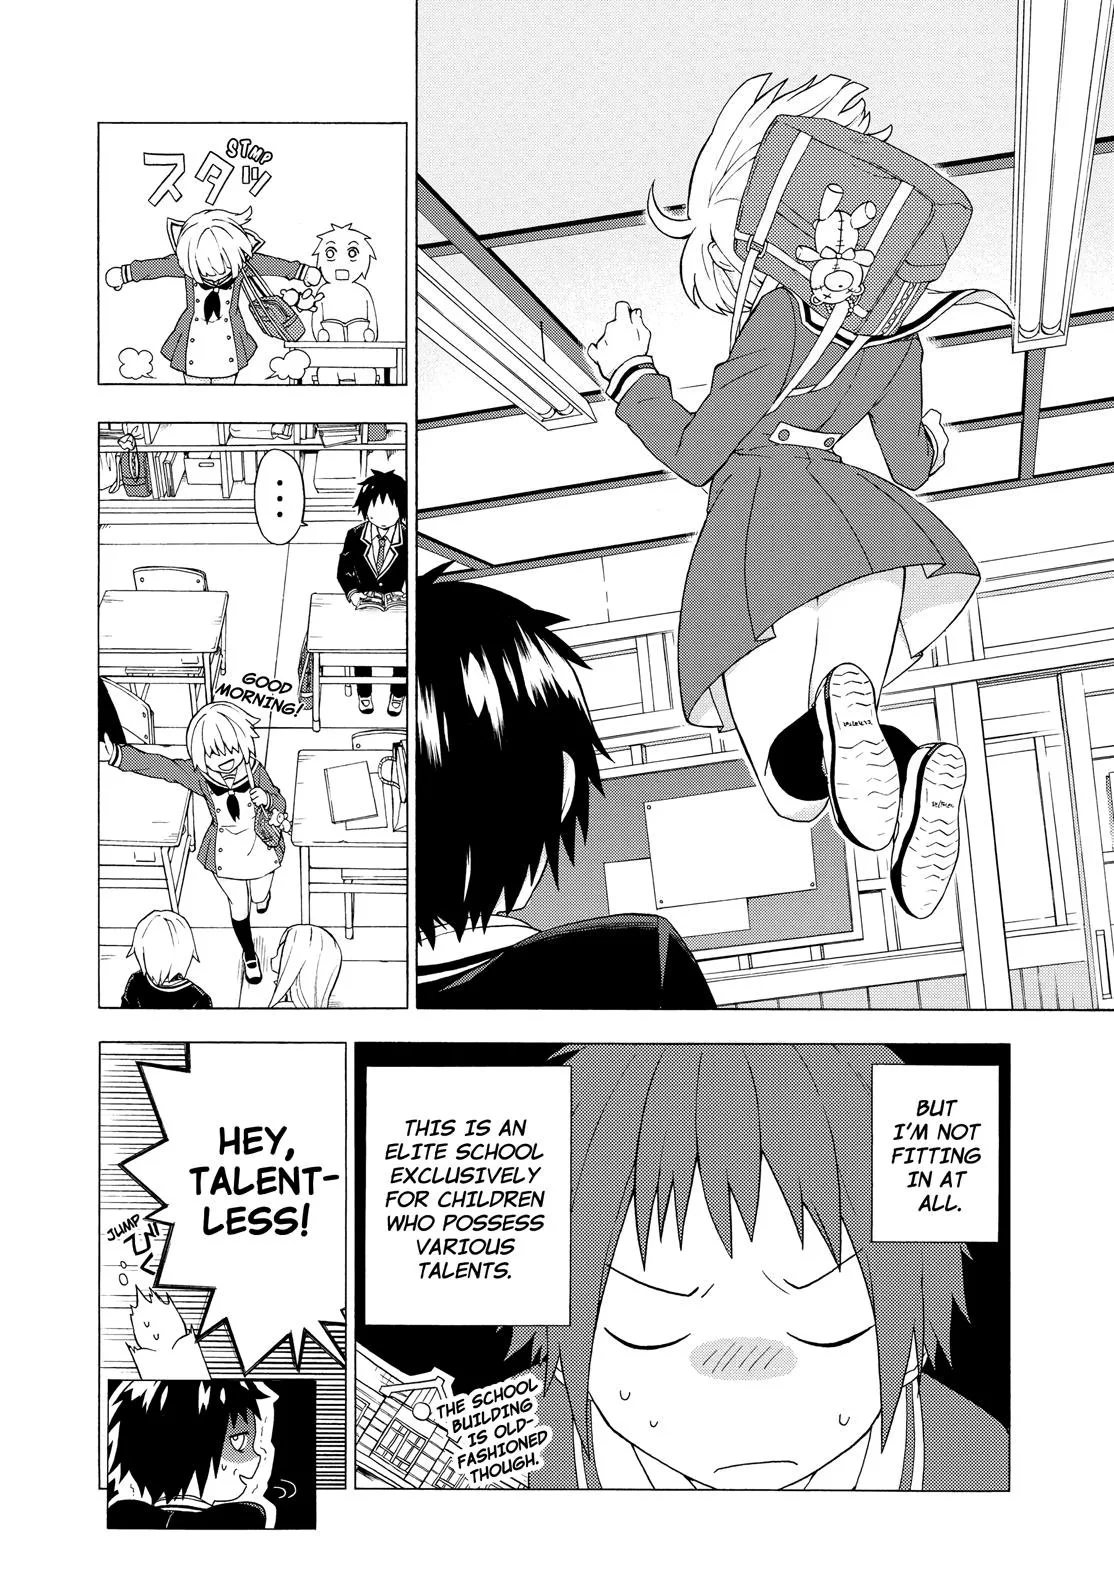 STMP
スタッ
...
GOOD
MORNING!
BUT
I'M NOT
FITTING
IN AT
ALL.
THIS IS AN
ELITE SCHOOL
EXCLUSIVELY
FOR CHILDREN
WHO POSSESS
VARIOUS
TALENTS.
THE SCHOOL
BUILDING
IS OLD-
FASHIONED
THOUGH.
HEY,
TALENT-
LESS!
JUMP